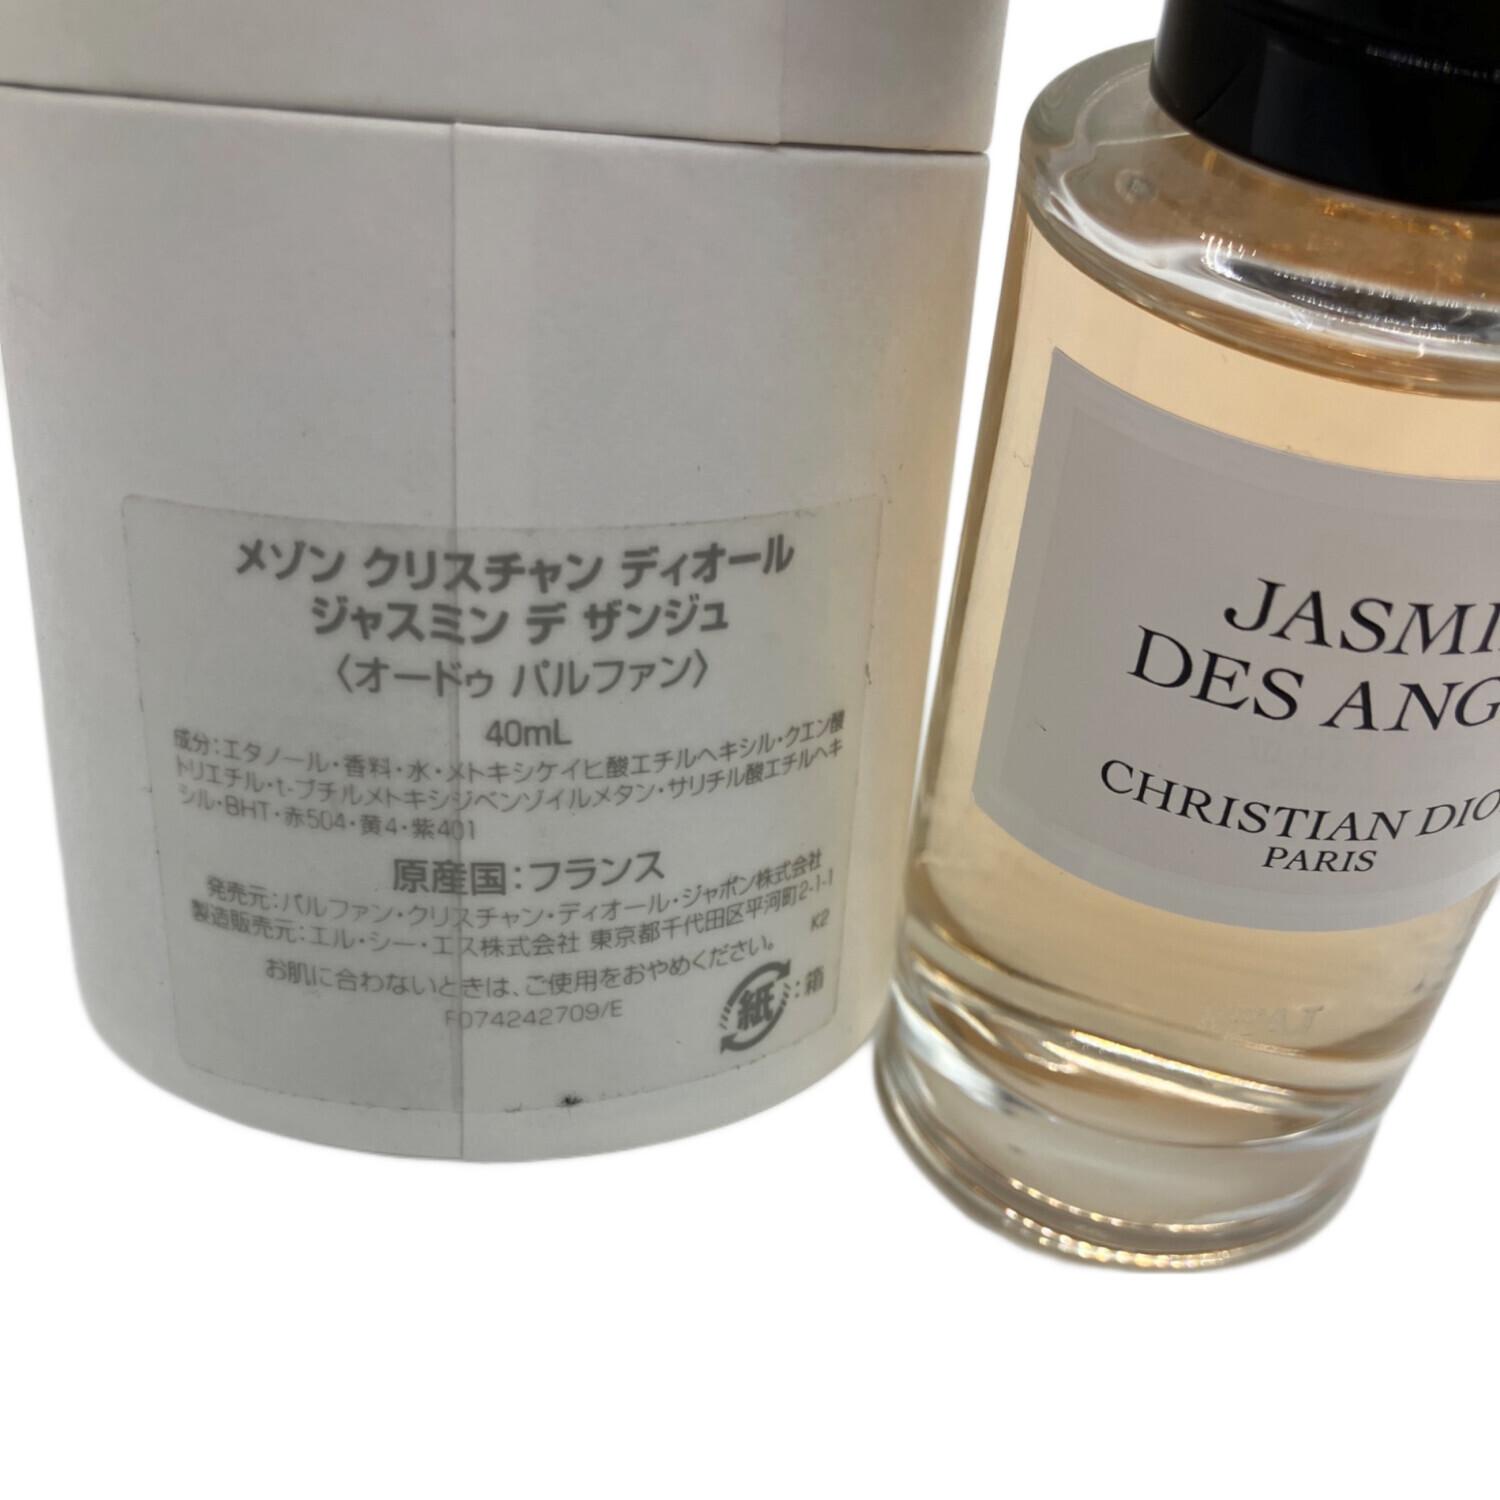 メゾン クリスチャン ディオール
ジャスミン デ ザンジュ
〈オードゥ パルファン〉
40mL
成分：エタノール・香料・水・メトキシケイヒ酸エチルヘキシル・クエン酸
トリエチル・t-ブチルメトキシジベンゾイルメタン・サリチル酸エチルヘキ
シル・BHT・赤504・黄4・紫401
原産国：フランス
発売元：パルファン・クリスチャン・ディオール・ジャポン株式会社
製造販売元：エル・シー・エス株式会社 東京都千代田区平河町2-1-1
K2
お肌に合わないときは、ご使用をおやめください。
F074242709/E
紙：箱
JASMI
DES ANG
CHRISTIAN DIO
PARIS